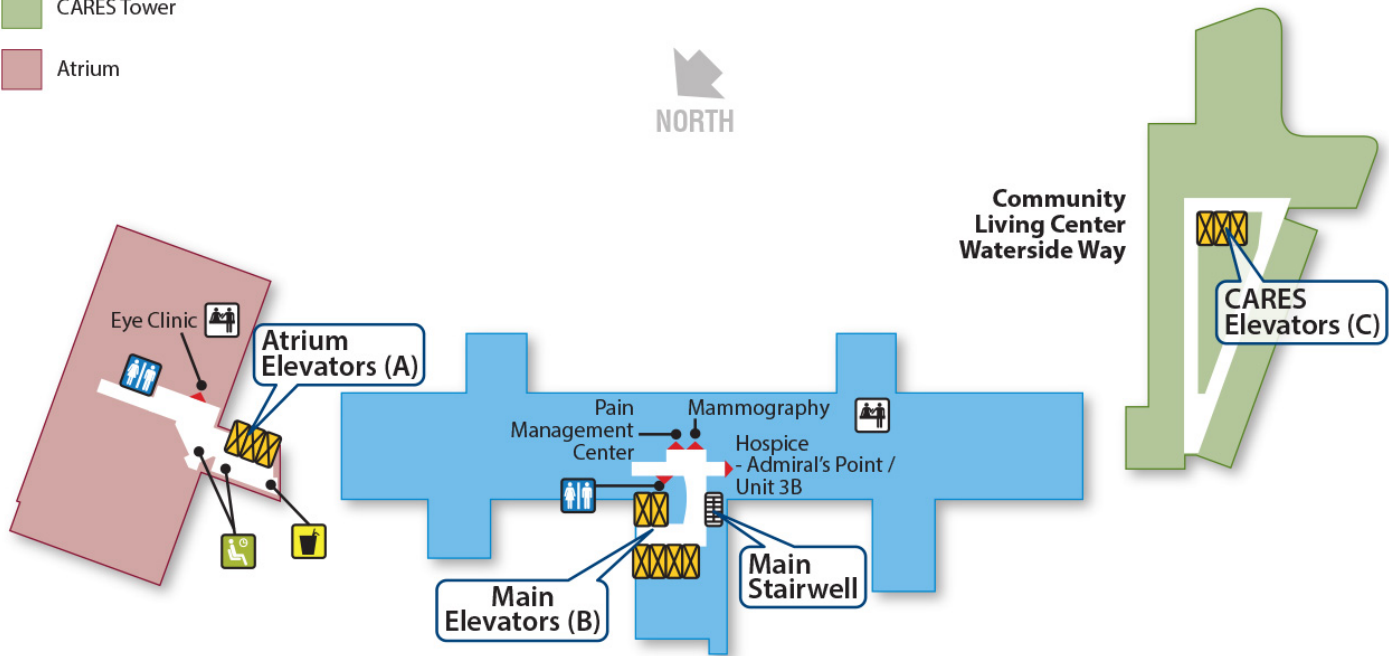 CARES Tower
Atrium
NORTH
Community
Living Center
Waterside Way
CARES
Elevators (C)
Eye Clinic
Atrium
Elevators (A)
Pain
Management
Center
Mammography
Hospice
- Admiral's Point /
Unit 3B
Main
Elevators (B)
Main
Stairwell